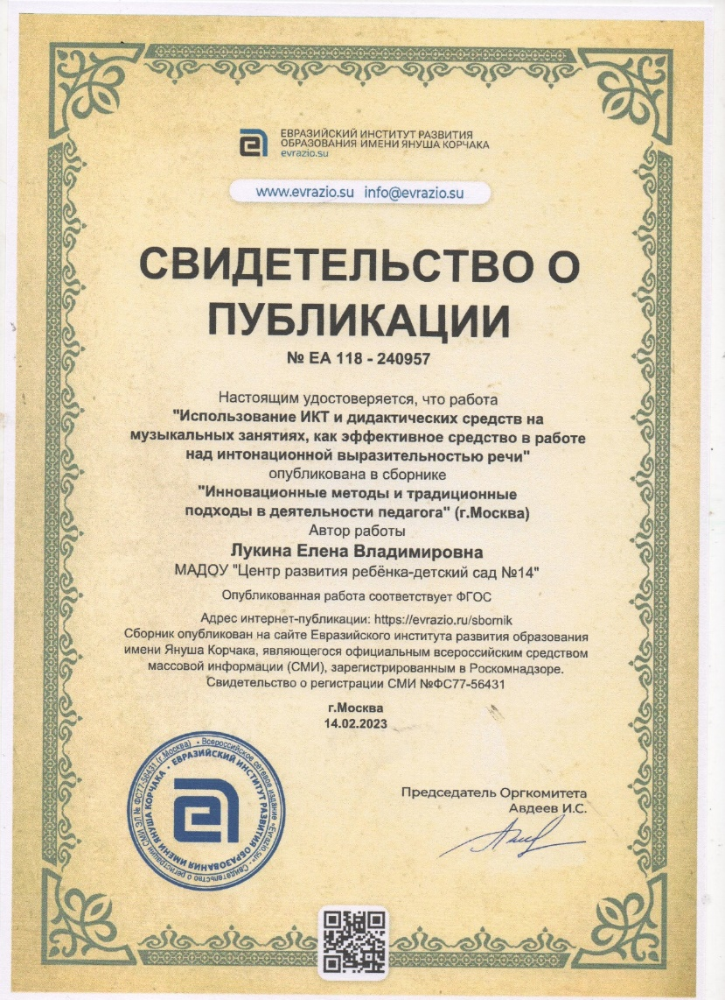 ЕВРАЗИЙСКИЙ ИНСТИТУТ РАЗВИТИЯ
ОБРАЗОВАНИЯ ИМЕНИ ЯНУША КОРЧАКА
evrazio.su
www.evrazio.su info@evrazio.su
СВИДЕТЕЛЬСТВО О
ПУБЛИКАЦИИ
№ ЕА 118 - 240957
Настоящим удостоверяется, что работа
"Использование ИКТ и дидактических средств на
музыкальных занятиях, как эффективное средство в работе
над интонационной выразительностью речи"
опубликована в сборнике
"Инновационные методы и традиционные
подходы в деятельности педагога" (г.Москва)
Автор работы
Лукина Елена Владимировна
МАДОУ "Центр развития ребёнка-детский сад №14"
Опубликованная работа соответствует ФГОС
Адрес интернет-публикации: https://evrazio.ru/sbornik
Сборник опубликован на сайте Евразийского института развития образования
имени Януша Корчака, являющегося официальным всероссийским средством
массовой информации (СМИ), зарегистрированным в Роскомнадзоре.
Свидетельство о регистрации СМИ №ФС77-56431
г.Москва
14.02.2023
Всероссийское сетевое издание «Evrazio.su» - Свидетельство о регистрации СМИ ЭЛ № ФС77-56431 (г.Москва) •
ЕВРАЗИЙСКИЙ ИНСТИТУТ РАЗВИТИЯ ОБРАЗОВАНИЯ ИМЕНИ ЯНУША КОРЧАКА •
Председатель Оргкомитета
Авдеев И.С.